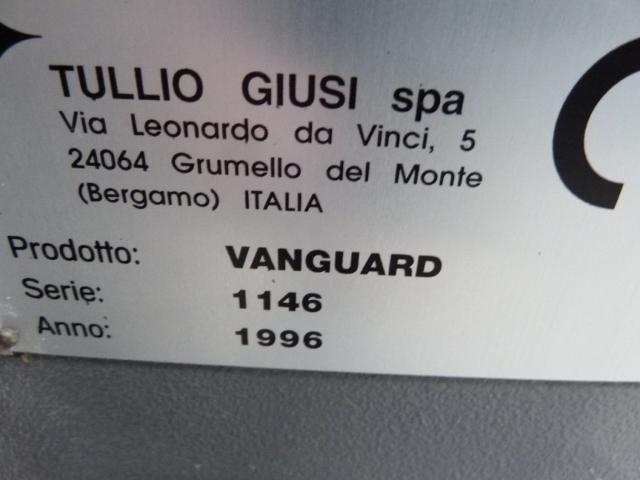 TULLIO GIUSI spa
Via Leonardo da Vinci, 5
24064 Grumello del Monte
(Bergamo) ITALIA
Prodotto: VANGUARD
Serie: 1146
Anno: 1996